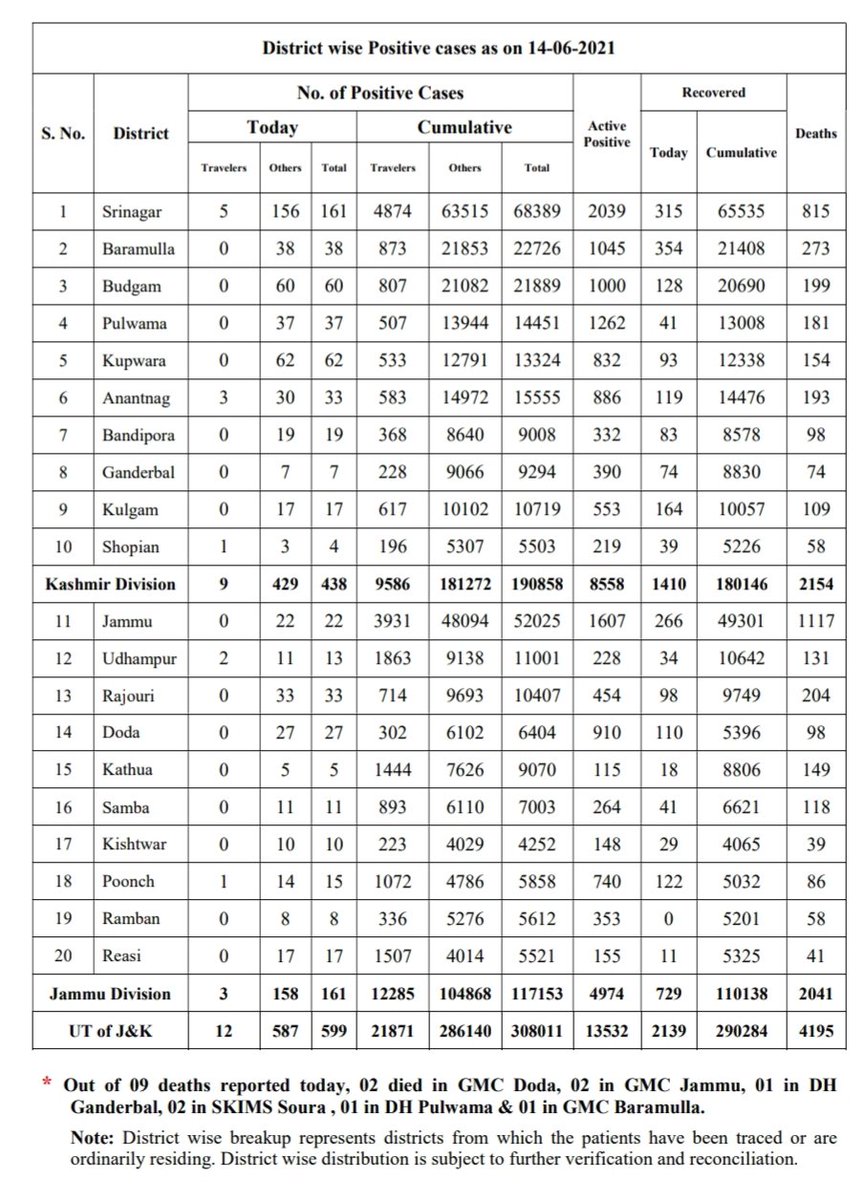 District wise Positive cases as on 14-06-2021
S. No. District No. of Positive Cases Active Positive Recovered Deaths
Today Cumulative Today Cumulative
Travelers Others Total Travelers Others Total
1 Srinagar 5 156 161 4874 63515 68389 2039 315 65535 815
2 Baramulla 0 38 38 873 21853 22726 1045 354 21408 273
3 Budgam 0 60 60 807 21082 21889 1000 128 20690 199
4 Pulwama 0 37 37 507 13944 14451 1262 41 13008 181
5 Kupwara 0 62 62 533 12791 13324 832 93 12338 154
6 Anantnag 3 30 33 583 14972 15555 886 119 14476 193
7 Bandipora 0 19 19 368 8640 9008 332 83 8578 98
8 Ganderbal 0 7 7 228 9066 9294 390 74 8830 74
9 Kulgam 0 17 17 617 10102 10719 553 164 10057 109
10 Shopian 1 3 4 196 5307 5503 219 39 5226 58
Kashmir Division 9 429 438 9586 181272 190858 8558 1410 180146 2154
11 Jammu 0 22 22 3931 48094 52025 1607 266 49301 1117
12 Udhampur 2 11 13 1863 9138 11001 228 34 10642 131
13 Rajouri 0 33 33 714 9693 10407 454 98 9749 204
14 Doda 0 27 27 302 6102 6404 910 110 5396 98
15 Kathua 0 5 5 1444 7626 9070 115 18 8806 149
16 Samba 0 11 11 893 6110 7003 264 41 6621 118
17 Kishtwar 0 10 10 223 4029 4252 148 29 4065 39
18 Poonch 1 14 15 1072 4786 5858 740 122 5032 86
19 Ramban 0 8 8 336 5276 5612 353 0 5201 58
20 Reasi 0 17 17 1507 4014 5521 155 11 5325 41
Jammu Division 3 158 161 12285 104868 117153 4974 729 110138 2041
UT of J&K 12 587 599 21871 286140 308011 13532 2139 290284 4195
* Out of 09 deaths reported today, 02 died in GMC Doda, 02 in GMC Jammu, 01 in DH
Ganderbal, 02 in SKIMS Soura , 01 in DH Pulwama & 01 in GMC Baramulla.
Note: District wise breakup represents districts from which the patients have been traced or are
ordinarily residing. District wise distribution is subject to further verification and reconciliation.